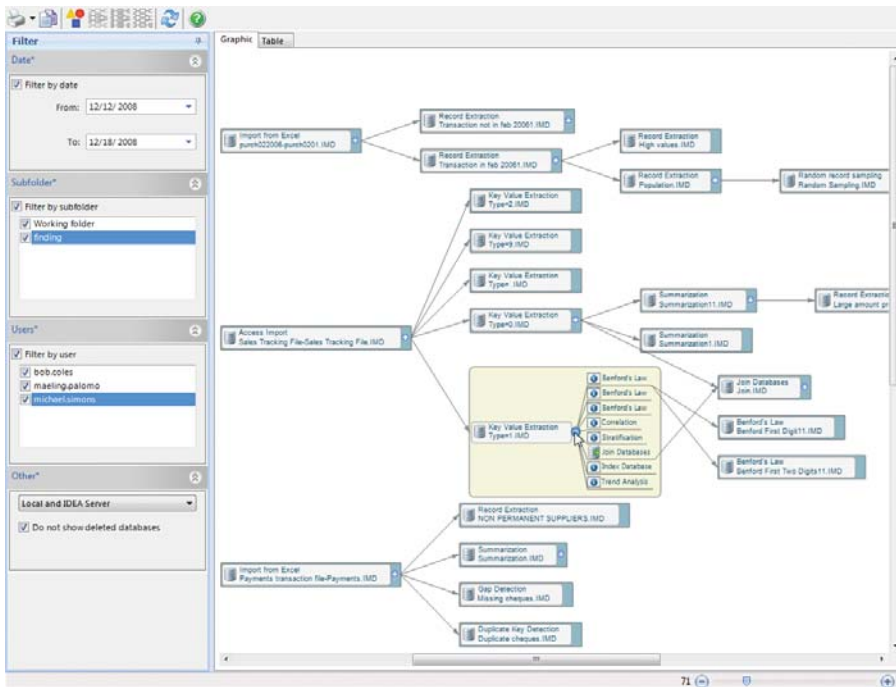 Filter
Date*
Filter by date
From: 12/12/2008
To: 12/18/2008
Subfolder*
Filter by subfolder
Working folder
finding
Users*
Filter by user
bob.coles
maeling.palomo
michael.simons
Other*
Local and IDEA Server
Do not show deleted databases
Graphic
Table
Import from Excel
purch022006-purch0201.IMD
Record Extraction
Transaction not in feb 20061.IMD
Record Extraction
Transaction in feb 20061.IMD
Record Extraction
High values.IMD
Record Extraction
Population.IMD
Random record sampling
Random Sampling.IMD
Access Import
Sales Tracking File-Sales Tracking File.IMD
Key Value Extraction
Type=2.IMD
Key Value Extraction
Type=9.IMD
Key Value Extraction
Type= .IMD
Key Value Extraction
Type=0.IMD
Summarization
Summarization11.IMD
Record Extractio
Large amount pr
Summarization
Summarization1.IMD
Key Value Extraction
Type=1.IMD
Benford's Law
Benford's Law
Benford's Law
Correlation
Stratification
Join Databases
Index Database
Trend Analysis
Join Databases
Join.IMD
Benford's Law
Benford First Digit11.IMD
Benford's Law
Benford First Two Digits11.IMD
Import from Excel
Payments transaction file-Payments.IMD
Record Extraction
NON PERMANENT SUPPLIERS.IMD
Summarization
Summarization.IMD
Gap Detection
Missing cheques.IMD
Duplicate Key Detection
Duplicate cheques.IMD
71